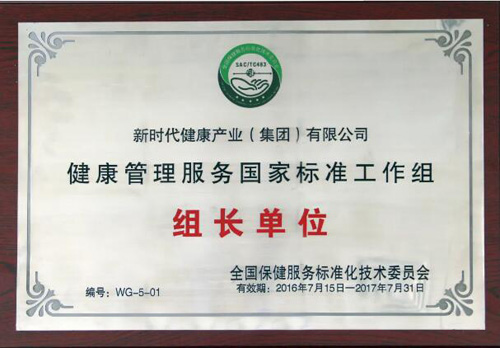 SAC/TC483
新时代健康产业（集团）有限公司
健康管理服务国家标准工作组
组长单位
全国保健服务标准化技术委员会
编号：WG-5-01
有效期：2016年7月15日—2017年7月31日